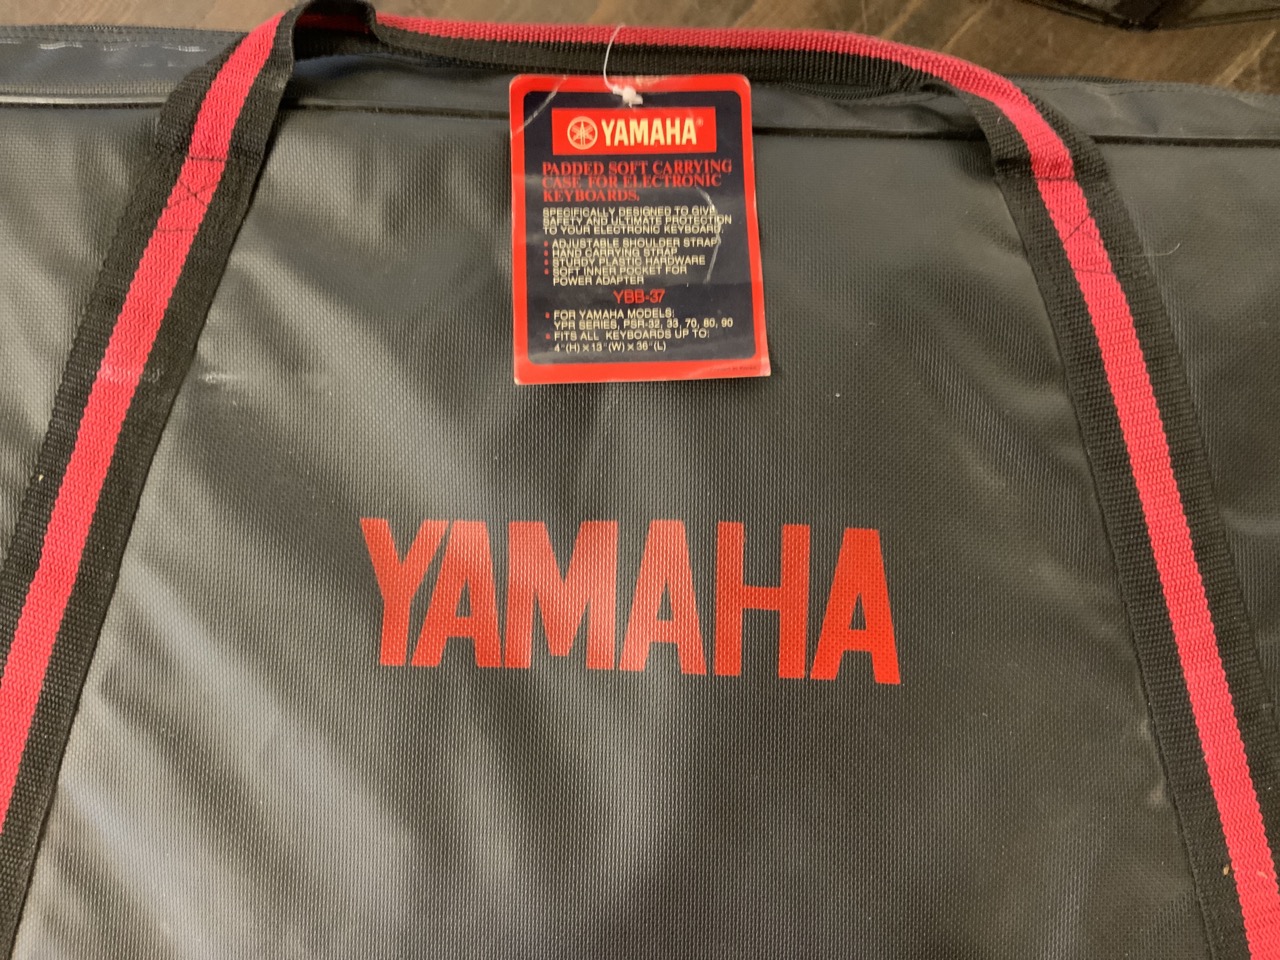 YAMAHA®
PADDED SOFT CARRYING
CASE FOR ELECTRONIC
KEYBOARDS.
SPECIFICALLY DESIGNED TO GIVE
SAFETY AND ULTIMATE PROTECTION
TO YOUR ELECTRONIC KEYBOARD.
• ADJUSTABLE SHOULDER STRAP
• HAND CARRYING STRAP
• STURDY PLASTIC HARDWARE
• SOFT INNER POCKET FOR
POWER ADAPTER
YBB-37
• FOR YAMAHA MODELS:
YPR SERIES, PSR-32, 33, 70, 80, 90
• FITS ALL KEYBOARDS UP TO:
4"(H) × 13"(W) × 36"(L)
YAMAHA